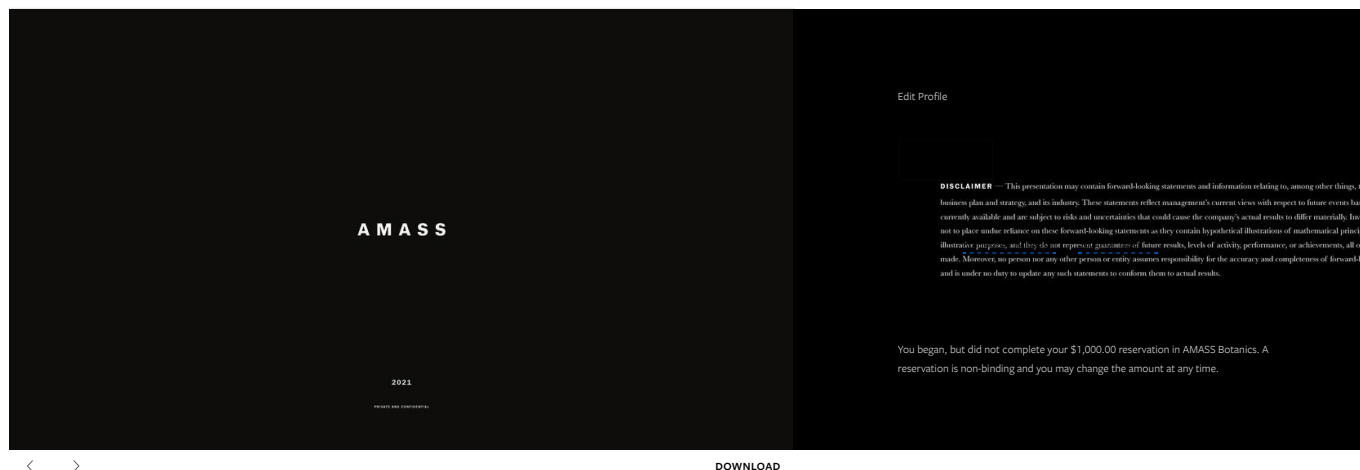 AMASS
2021
PRIVATE AND CONFIDENTIAL
Edit Profile
DISCLAIMER — This presentation may contain forward-looking statements and information relating to, among other things,
business plan and strategy, and its industry. These statements reflect management's current views with respect to future events
currently available and are subject to risks and uncertainties that could cause the company's actual results to differ materially.
not to place undue reliance on these forward-looking statements as they contain hypothetical illustrations of mathematical
illustrative purposes, and they do not represent guarantees of future results, levels of activity, performance, or achievements, all
made. Moreover, no person nor any other person or entity assumes responsibility for the accuracy and completeness of
and is under no duty to update any such statements to conform them to actual results.
You began, but did not complete your $1,000.00 reservation in AMASS Botanics. A
reservation is non-binding and you may change the amount at any time.
DOWNLOAD